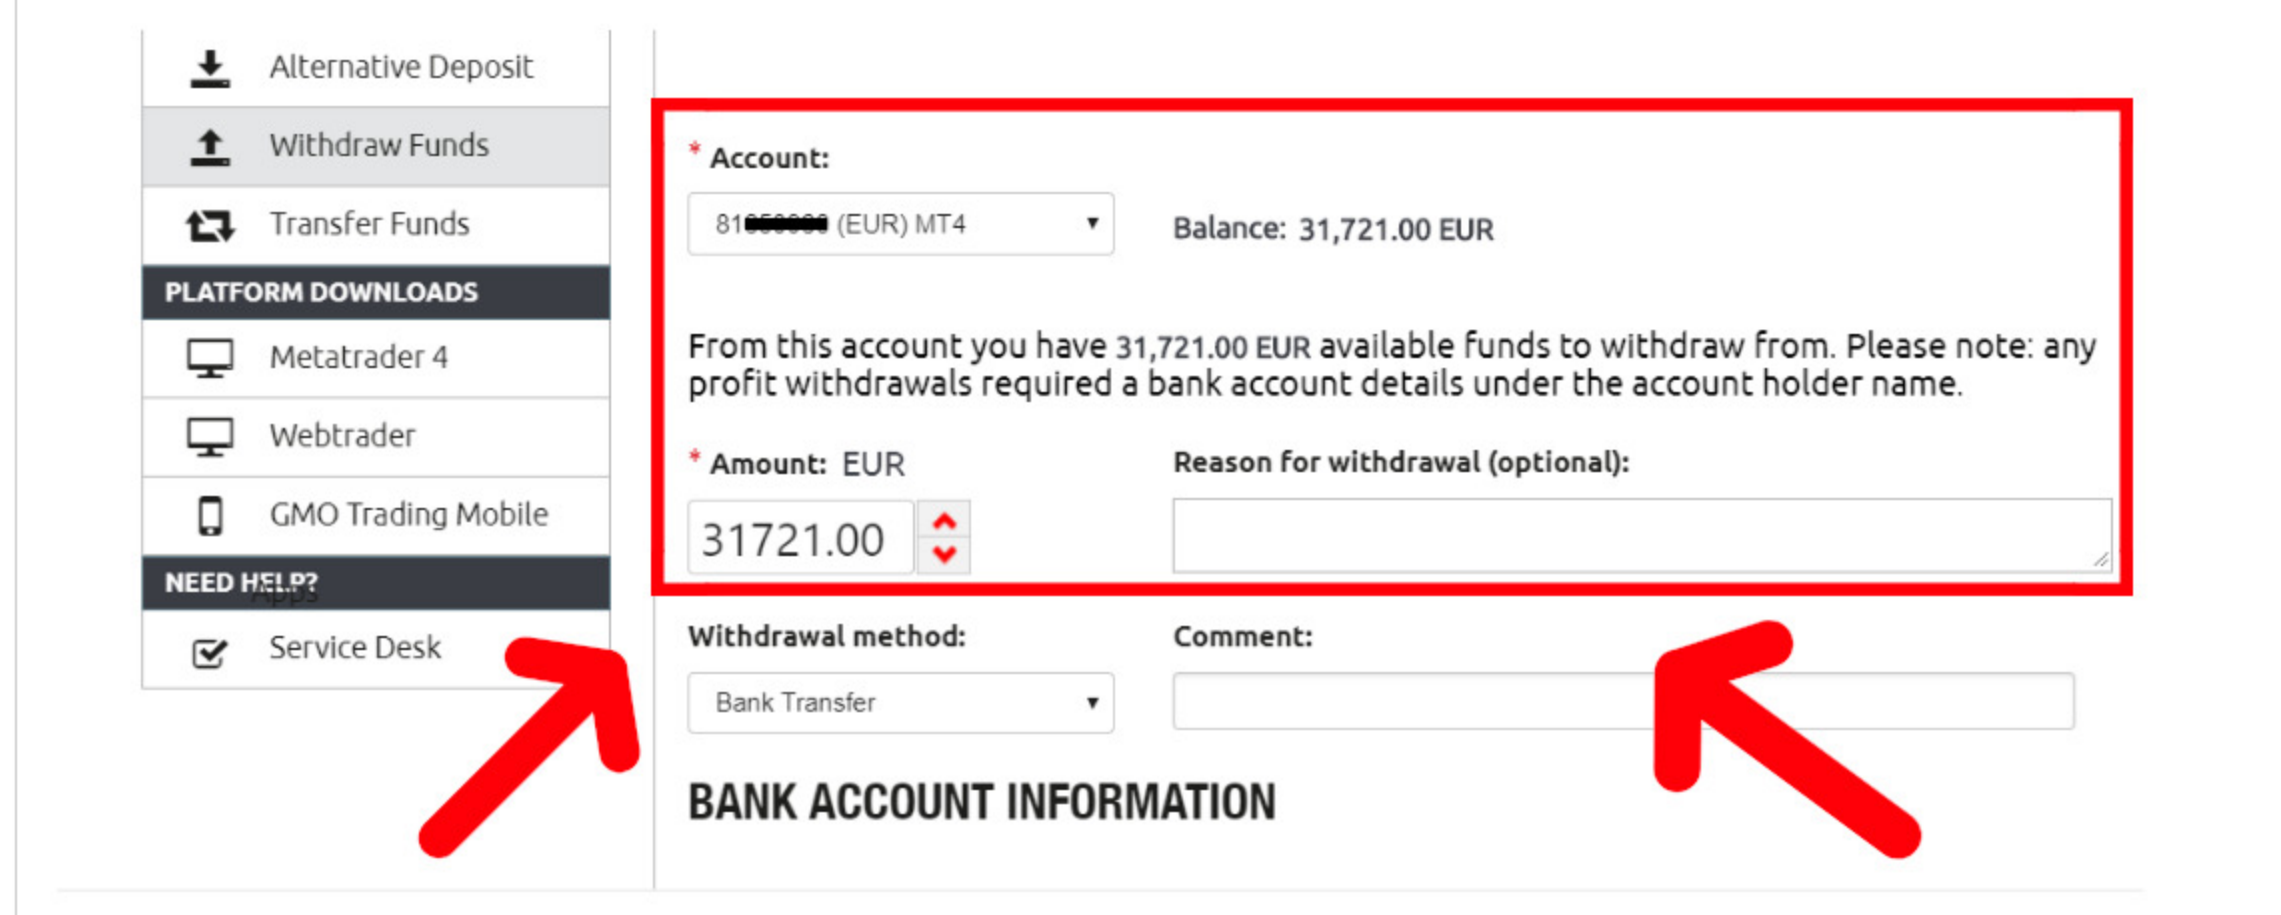 Alternative Deposit
Withdraw Funds
Transfer Funds
PLATFORM DOWNLOADS
Metatrader 4
Webtrader
GMO Trading Mobile
NEED HELP?
Apps
Service Desk
* Account:
81 (EUR) MT4
Balance: 31,721.00 EUR
From this account you have 31,721.00 EUR available funds to withdraw from. Please note: any
profit withdrawals required a bank account details under the account holder name.
* Amount: EUR
Reason for withdrawal (optional):
31721.00
Withdrawal method:
Comment:
Bank Transfer
BANK ACCOUNT INFORMATION